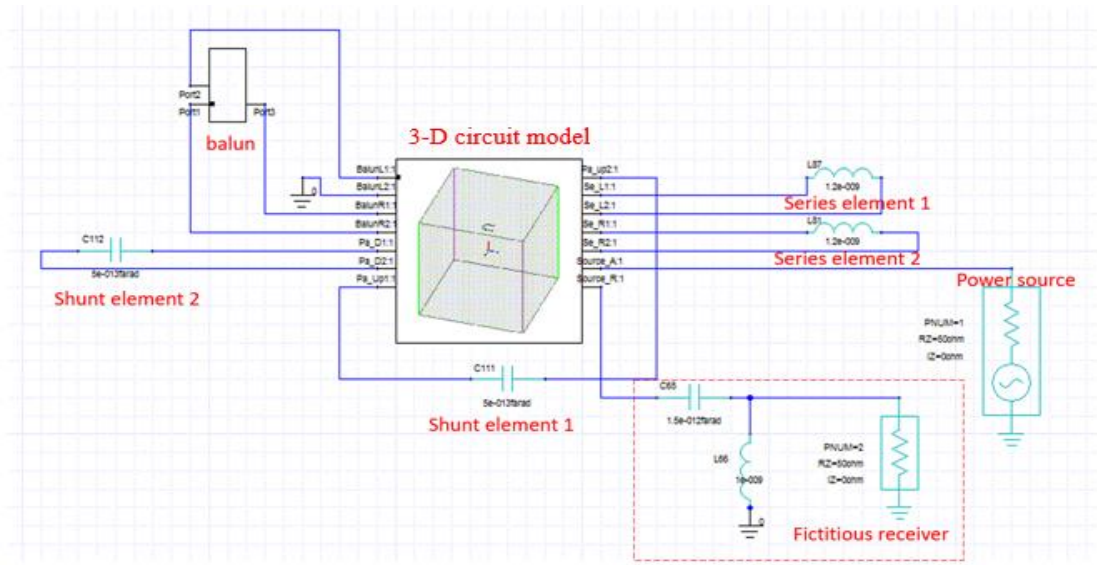 Port2
Port1
Port3
balun
3-D circuit model
BalunL1:1
BalunL2:1
BalunR1:1
BalunR2:1
Pa_D1:1
Pa_D2:1
Pa_Up1:1
Pa_up2:1
Se_L1:1
Se_L2:1
Se_R1:1
Se_R2:1
Source_A:1
Source_R:1
0
C112
5e-013farad
Shunt element 2
L57
1.2e-009
Series element 1
1.2e-009
Series element 2
Power source
PNUM=1
RZ=50ohm
IZ=0ohm
C111
5e-013farad
Shunt element 1
C65
1.5e-012farad
L66
1e-009
0
PNUM=2
RZ=50ohm
IZ=0ohm
Fictitious receiver